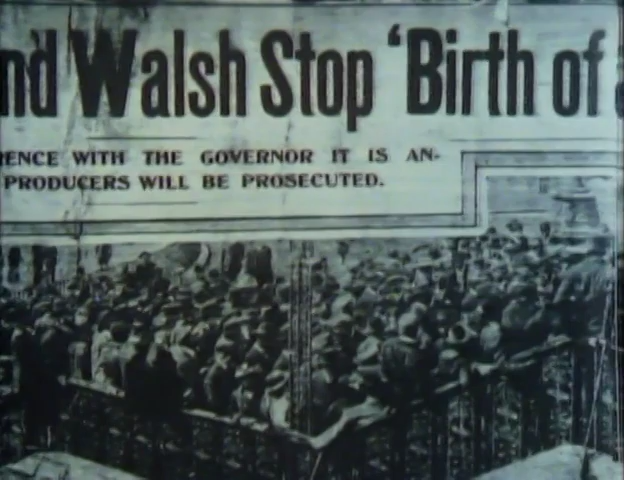 nd Walsh Stop 'Birth of a
RENCE WITH THE GOVERNOR IT IS AN-
PRODUCERS WILL BE PROSECUTED.